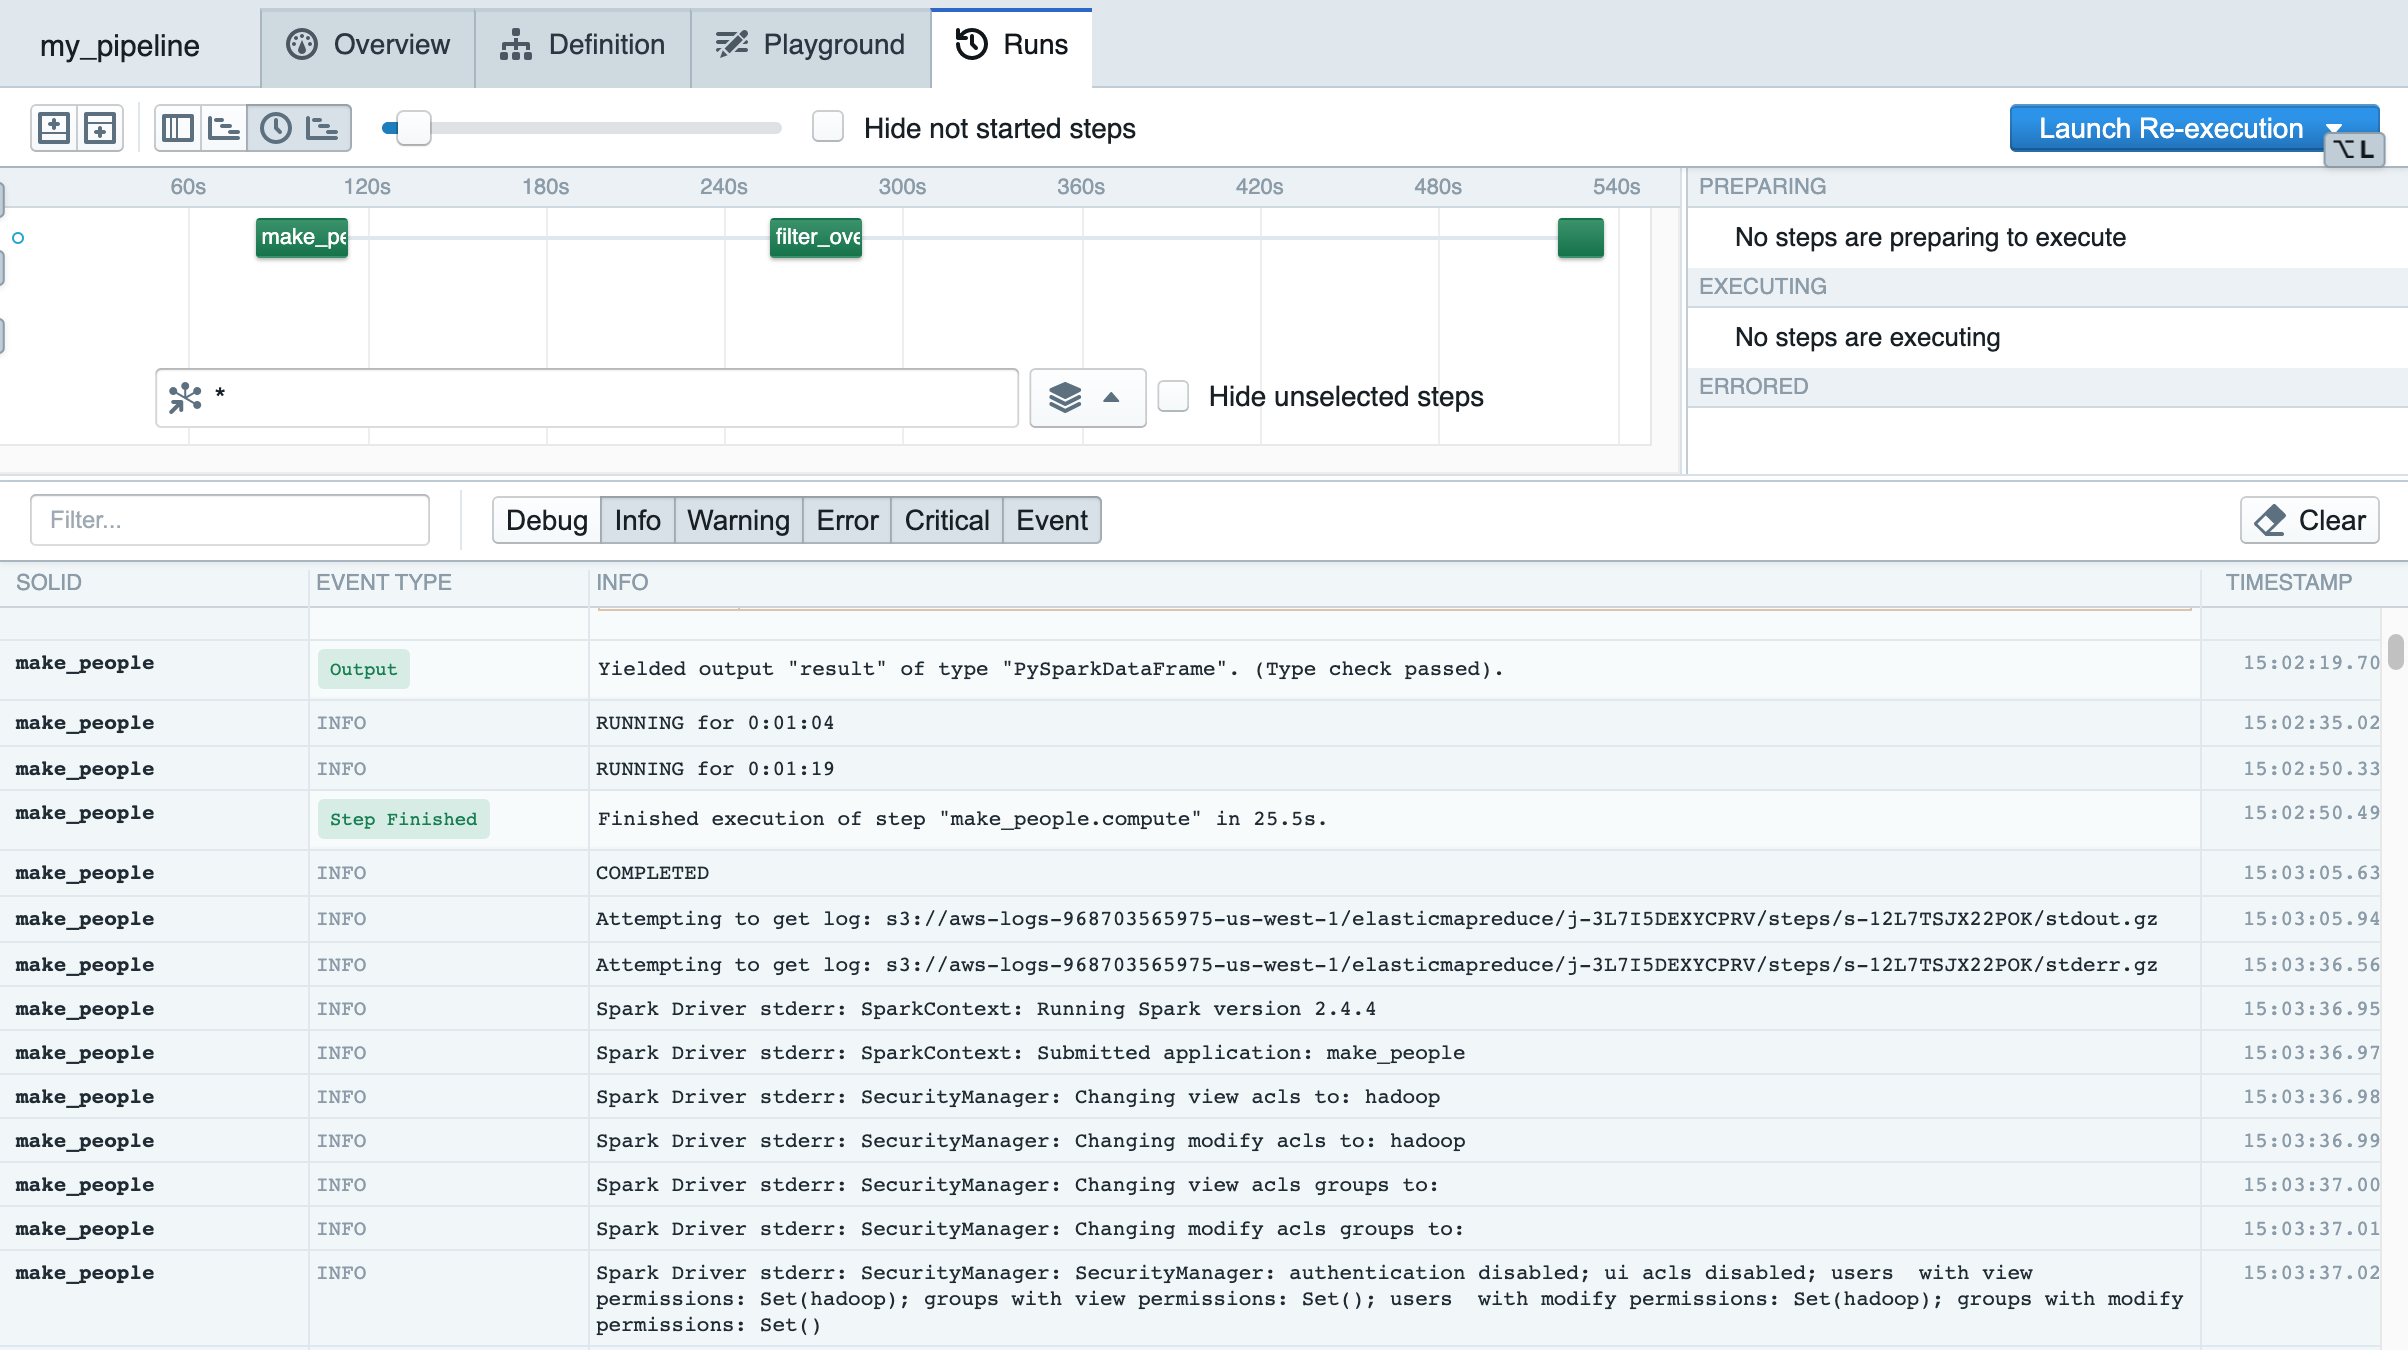 my_pipeline
Overview
Definition
Playground
Runs
Hide not started steps
Launch Re-execution
⌥L
60s 120s 180s 240s 300s 360s 420s 480s 540s
PREPARING
No steps are preparing to execute
EXECUTING
No steps are executing
ERRORED
make_pe
filter_ove
*
Hide unselected steps
Filter...
Debug Info Warning Error Critical Event
Clear
SOLID EVENT TYPE INFO TIMESTAMP
make_people Output Yielded output "result" of type "PySparkDataFrame". (Type check passed). 15:02:19.70
make_people INFO RUNNING for 0:01:04 15:02:35.02
make_people INFO RUNNING for 0:01:19 15:02:50.33
make_people Step Finished Finished execution of step "make_people.compute" in 25.5s. 15:02:50.49
make_people INFO COMPLETED 15:03:05.63
make_people INFO Attempting to get log: s3://aws-logs-968703565975-us-west-1/elasticmapreduce/j-3L7I5DEXYCPRV/steps/s-12L7TSJX22POK/stdout.gz 15:03:05.94
make_people INFO Attempting to get log: s3://aws-logs-968703565975-us-west-1/elasticmapreduce/j-3L7I5DEXYCPRV/steps/s-12L7TSJX22POK/stderr.gz 15:03:36.56
make_people INFO Spark Driver stderr: SparkContext: Running Spark version 2.4.4 15:03:36.95
make_people INFO Spark Driver stderr: SparkContext: Submitted application: make_people 15:03:36.97
make_people INFO Spark Driver stderr: SecurityManager: Changing view acls to: hadoop 15:03:36.98
make_people INFO Spark Driver stderr: SecurityManager: Changing modify acls to: hadoop 15:03:36.99
make_people INFO Spark Driver stderr: SecurityManager: Changing view acls groups to: 15:03:37.00
make_people INFO Spark Driver stderr: SecurityManager: Changing modify acls groups to: 15:03:37.01
make_people INFO Spark Driver stderr: SecurityManager: SecurityManager: authentication disabled; ui acls disabled; users  with view 15:03:37.02
permissions: Set(hadoop); groups with view permissions: Set(); users  with modify permissions: Set(hadoop); groups with modify
permissions: Set()